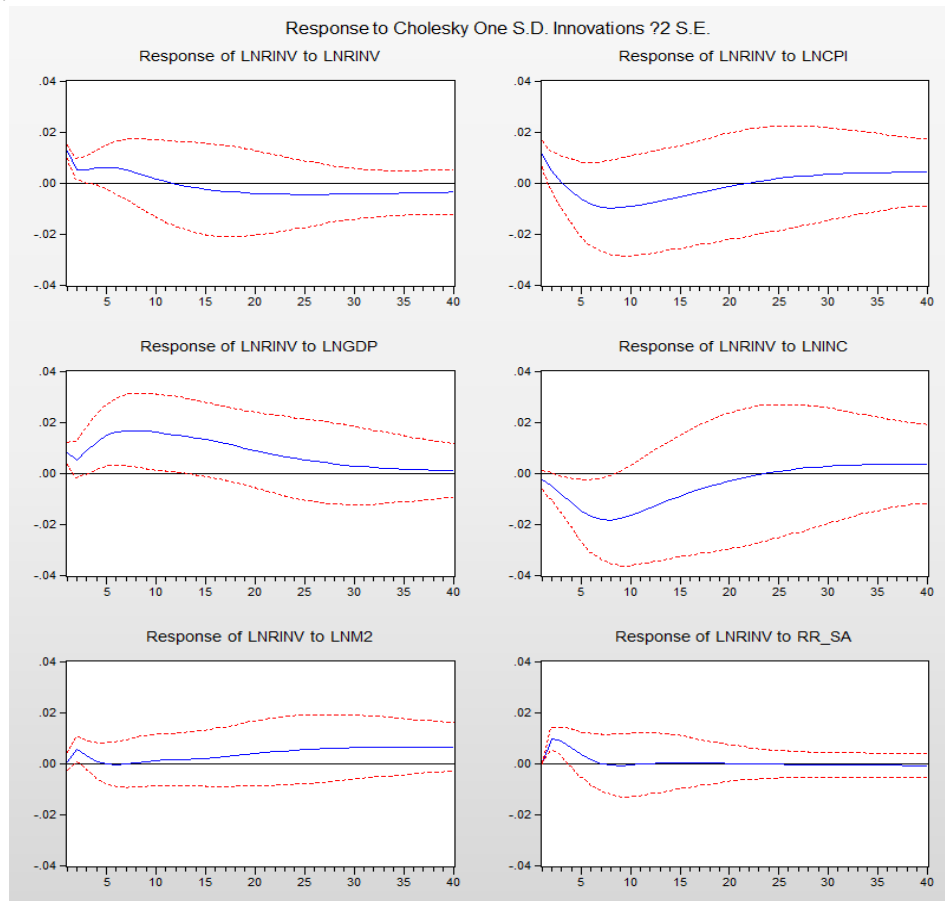 Response to Cholesky One S.D. Innovations ?2 S.E.
Response of LNRINV to LNRINV
.04
.02
.00
-.02
-.04
5 10 15 20 25 30 35 40
Response of LNRINV to LNCPI
.04
.02
.00
-.02
-.04
5 10 15 20 25 30 35 40
Response of LNRINV to LNGDP
.04
.02
.00
-.02
-.04
5 10 15 20 25 30 35 40
Response of LNRINV to LNINC
.04
.02
.00
-.02
-.04
5 10 15 20 25 30 35 40
Response of LNRINV to LNM2
.04
.02
.00
-.02
-.04
5 10 15 20 25 30 35 40
Response of LNRINV to RR_SA
.04
.02
.00
-.02
-.04
5 10 15 20 25 30 35 40